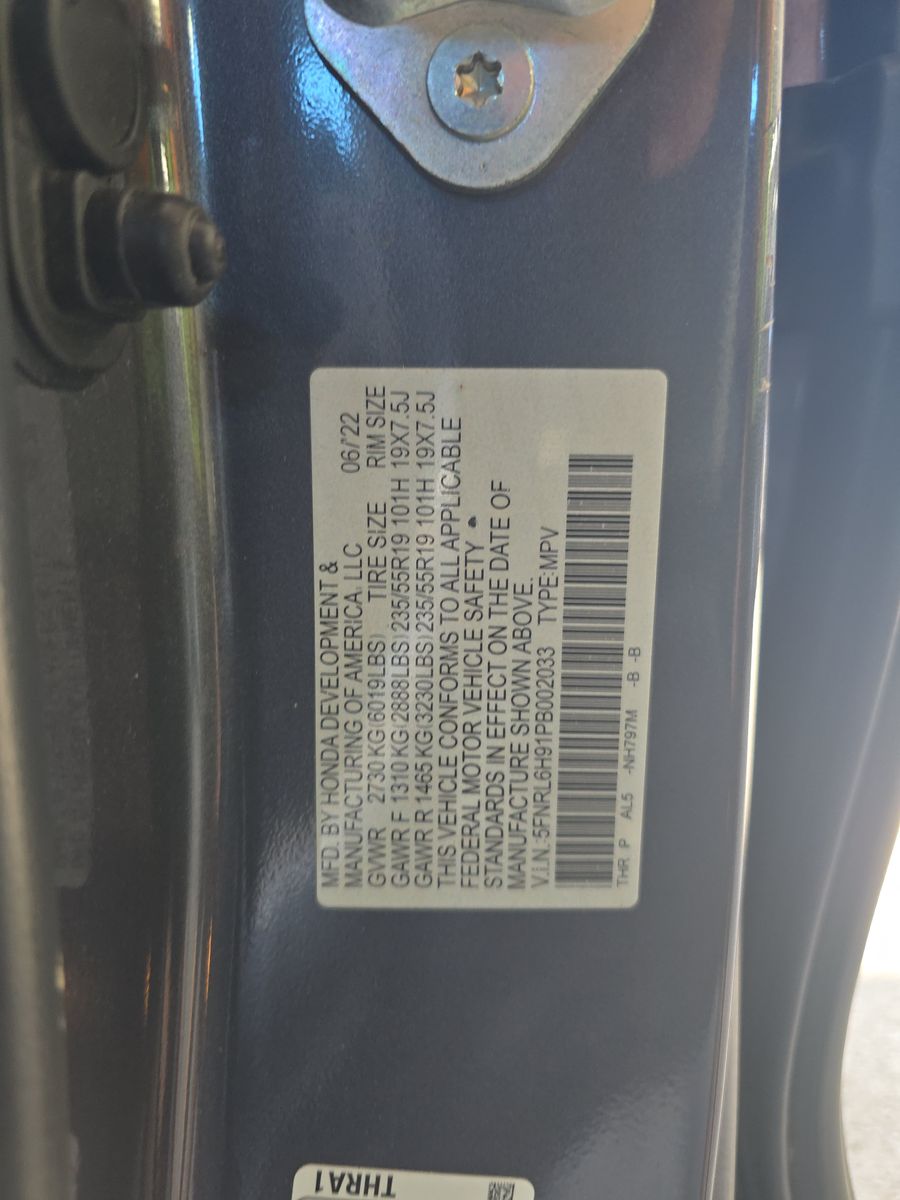 MFD. BY HONDA DEVELOPMENT &
MANUFACTURING OF AMERICA, LLC 06/'22
GVWR 2730 KG(6019LBS) TIRE SIZE RIM SIZE
GAWR F 1310 KG(2888LBS)235/55R19 101H 19X7.5J
GAWR R 1465 KG(3230LBS)235/55R19 101H 19X7.5J
THIS VEHICLE CONFORMS TO ALL APPLICABLE
FEDERAL MOTOR VEHICLE SAFETY
STANDARDS IN EFFECT ON THE DATE OF
MANUFACTURE SHOWN ABOVE.
V.I.N.:5FNRL6H91PB002033 TYPE:MPV
THR P AL5 -NH797M -B -B
THRA1